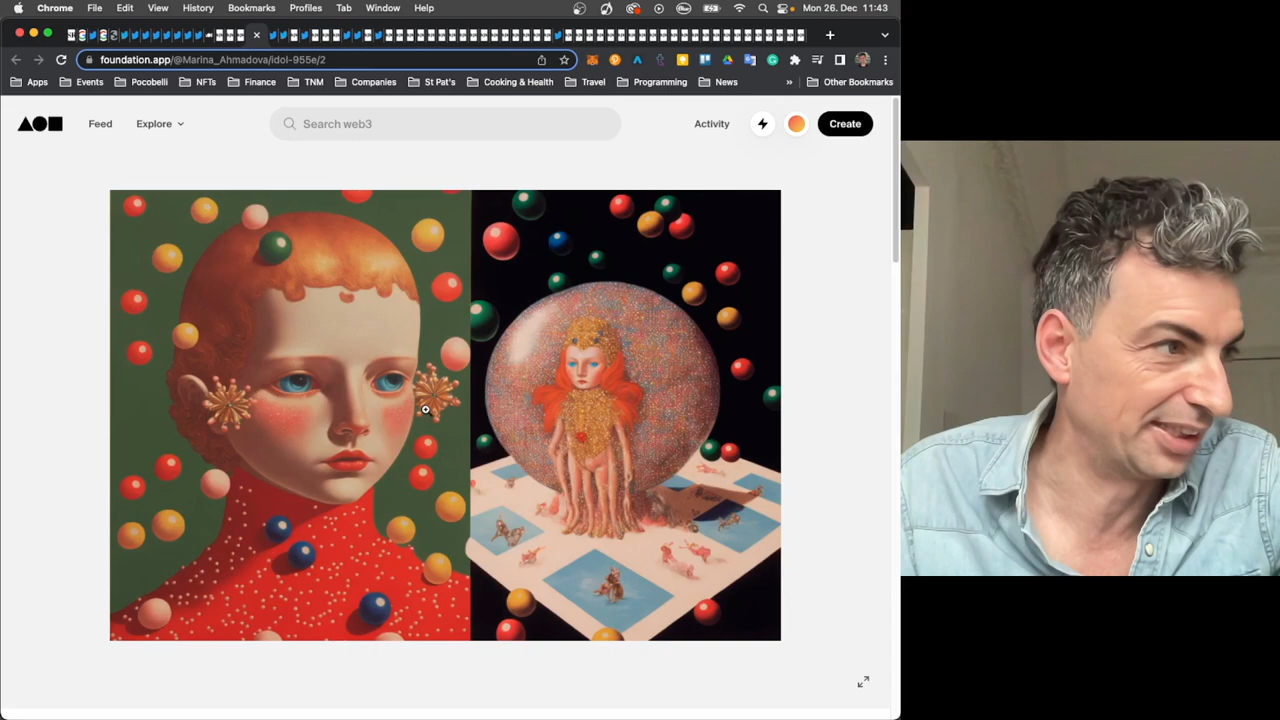 Chrome File Edit View History Bookmarks Profiles Tab Window Help Mon 26. Dec 11:43
foundation.app/@Marina_Ahmadova/idol-955e/2
Apps Events Pocobelli NFTs Finance TNM Companies St Pat's Cooking & Health Travel Programming News » Other Bookmarks
Feed Explore Search web3 Activity Create